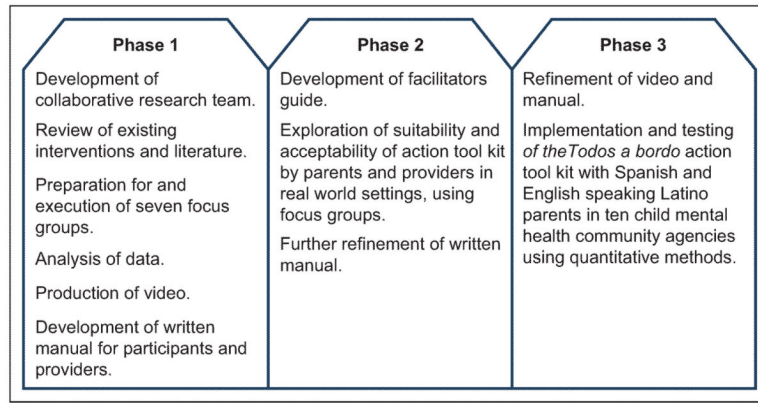 Phase 1
Development of
collaborative research team.
Review of existing
interventions and literature.
Preparation for and
execution of seven focus
groups.
Analysis of data.
Production of video.
Development of written
manual for participants and
providers.
Phase 2
Development of facilitators
guide.
Exploration of suitability and
acceptability of action tool kit
by parents and providers in
real world settings, using
focus groups.
Further refinement of written
manual.
Phase 3
Refinement of video and
manual.
Implementation and testing
of theTodos a bordo action
tool kit with Spanish and
English speaking Latino
parents in ten child mental
health community agencies
using quantitative methods.